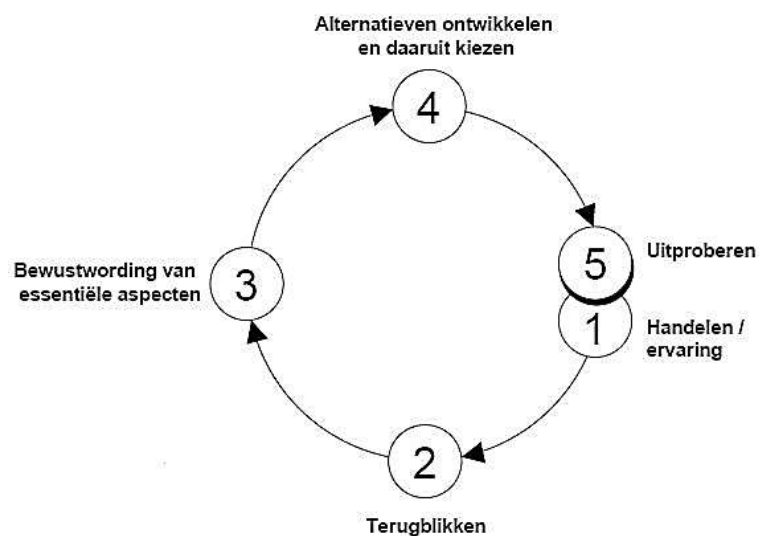 Alternatieven ontwikkelen
en daaruit kiezen
4
5
Uitproberen
Bewustwording van
essentiële aspecten
3
1
Handelen /
ervaring
2
Terugblikken